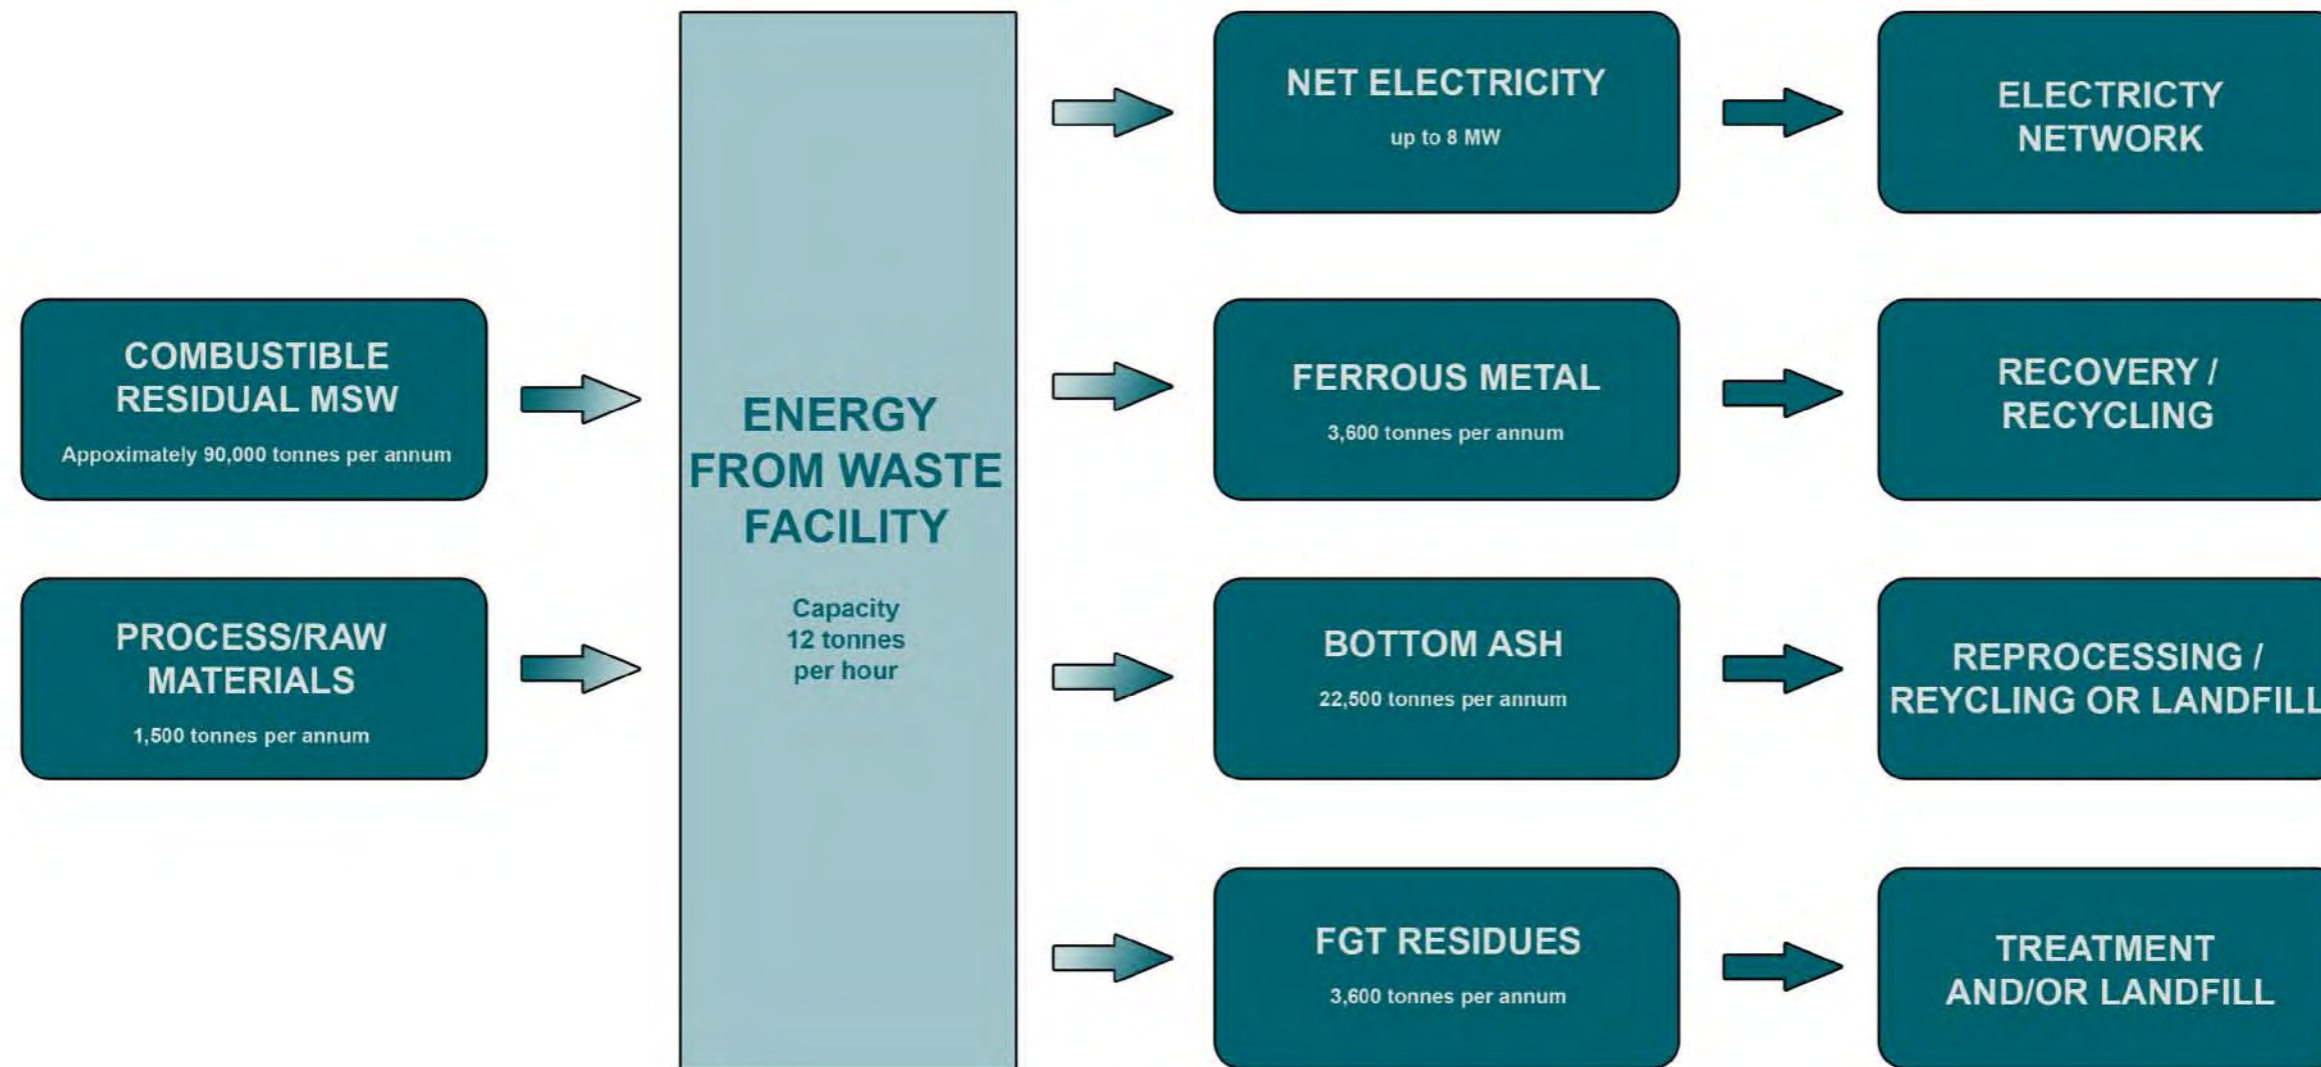 COMBUSTIBLE
RESIDUAL MSW
Appoximately 90,000 tonnes per annum
PROCESS/RAW
MATERIALS
1,500 tonnes per annum
ENERGY
FROM WASTE
FACILITY
Capacity
12 tonnes
per hour
NET ELECTRICITY
up to 8 MW
FERROUS METAL
3,600 tonnes per annum
BOTTOM ASH
22,500 tonnes per annum
FGT RESIDUES
3,600 tonnes per annum
ELECTRICTY
NETWORK
RECOVERY /
RECYCLING
REPROCESSING /
REYCLING OR LANDFILL
TREATMENT
AND/OR LANDFILL